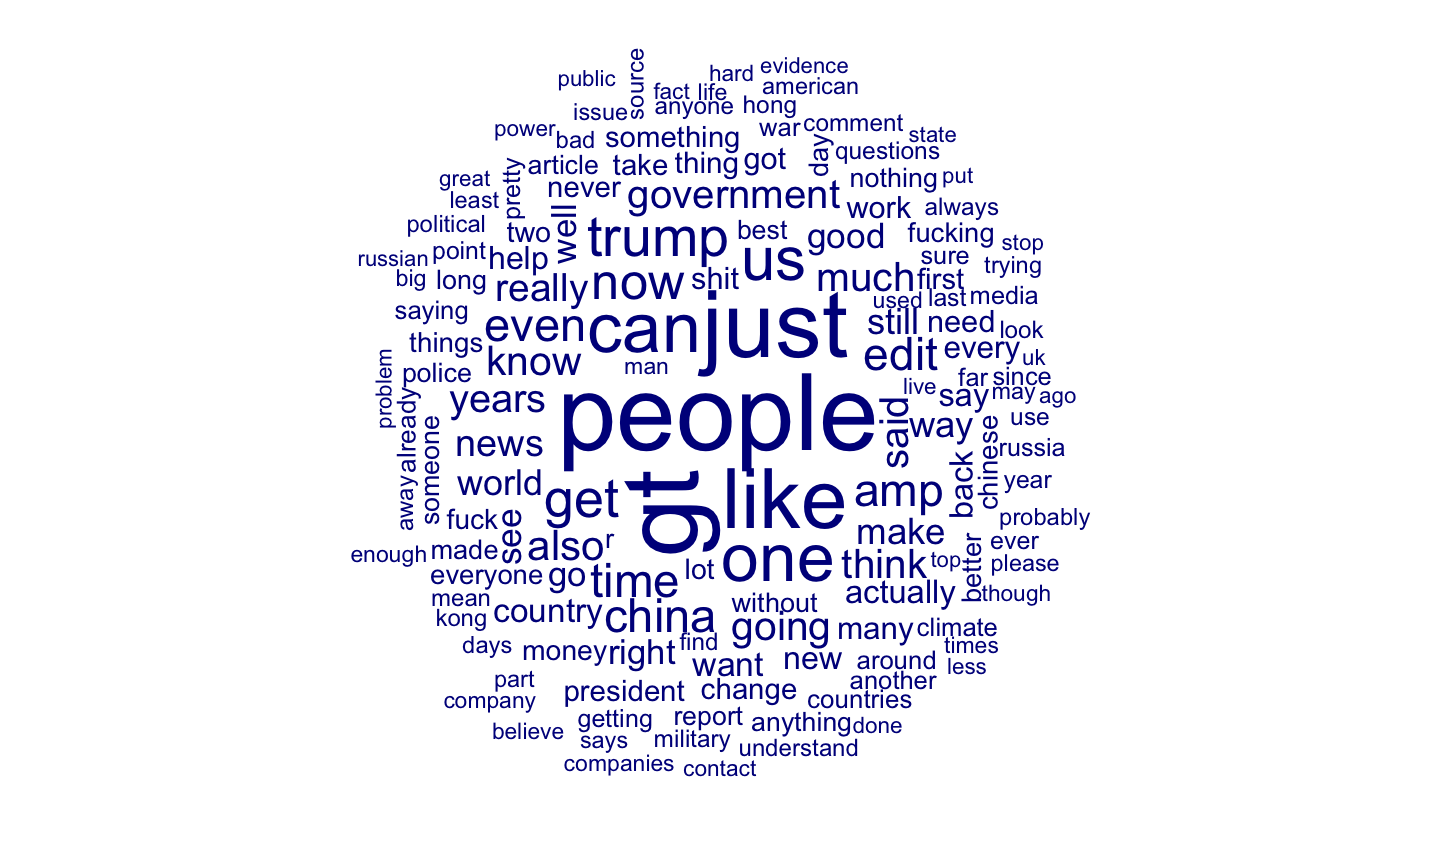 public
source
hard
evidence
fact
life
american
issue
anyone
hong
power
bad
something
war
comment
state
article
take
thing
got
day
questions
great
pretty
never
government
nothing
put
least
political
two
well
trump
best
good
work
always
fucking
stop
russian
point
help
us
sure
trying
big
long
really
now
shit
much
first
saying
used
last
media
things
even
can
just
still
need
look
problem
police
know
man
edit
every
uk
years
people
live
far
since
say
may
ago
already
someone
news
said
way
use
chinese
russia
away
world
get
gt
like
amp
back
year
fuck
see
make
probably
enough
made
also
r
one
think
top
better
ever
please
everyone
go
time
lot
actually
though
mean
kong
country
china
without
going
many
climate
days
money
right
find
want
new
around
times
less
part
company
president
change
another
countries
believe
getting
report
anything
done
says
military
understand
companies
contact